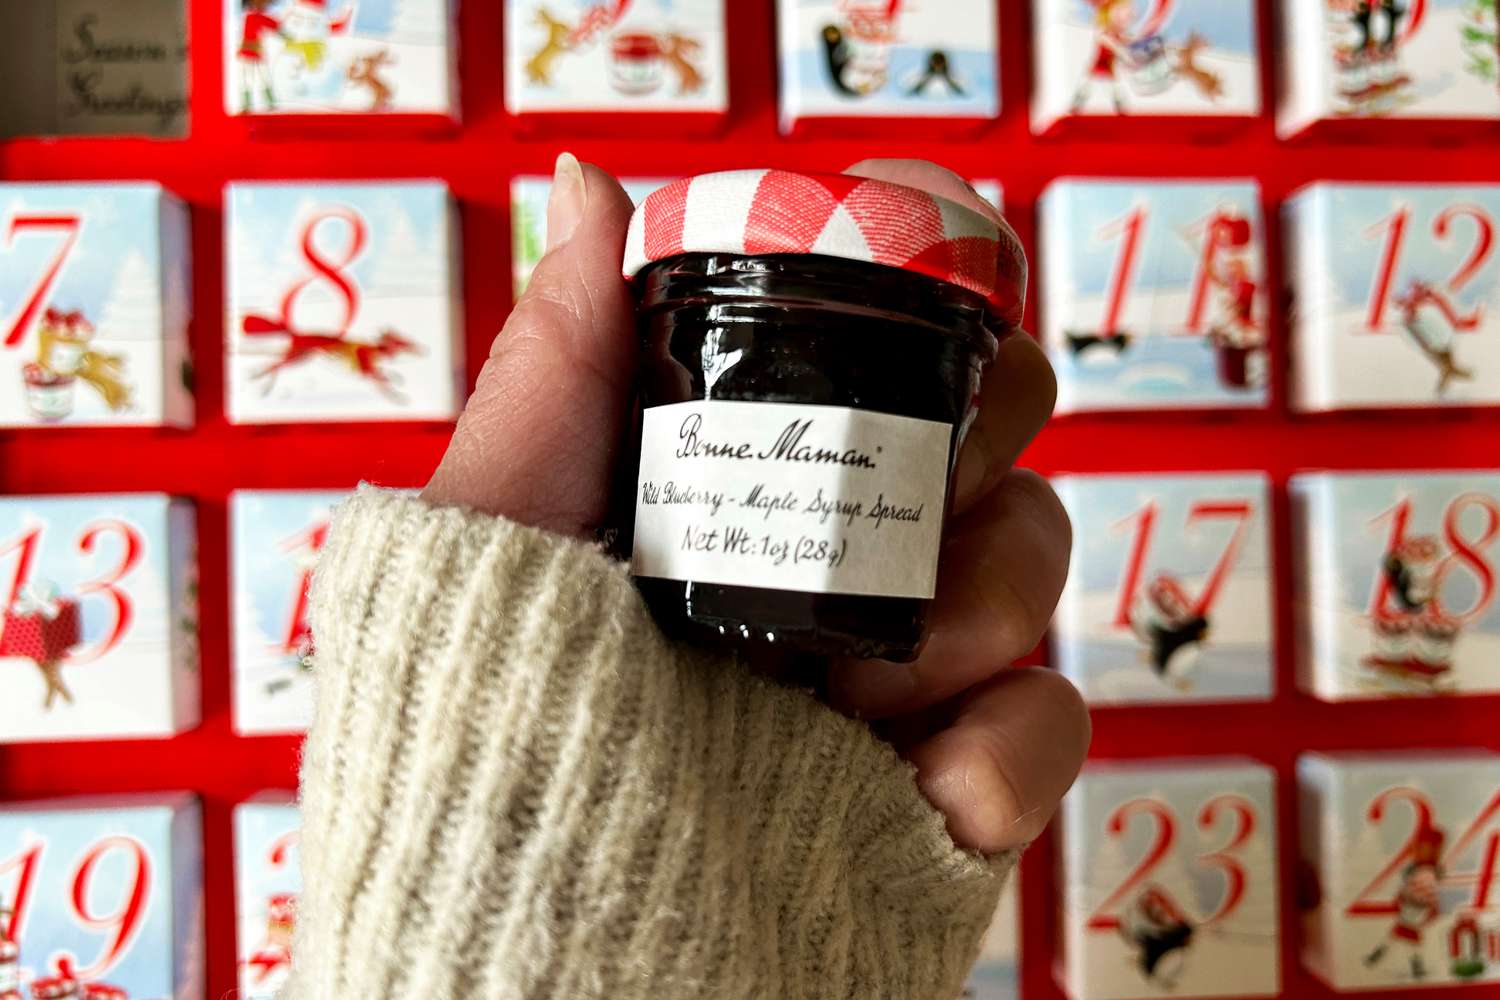 Season's
Greetings
7
8
11
12
Bonne Maman®
Wild Blueberry - Maple Syrup Spread
Net Wt: 1oz (28g)
13
17
18
19
23
24